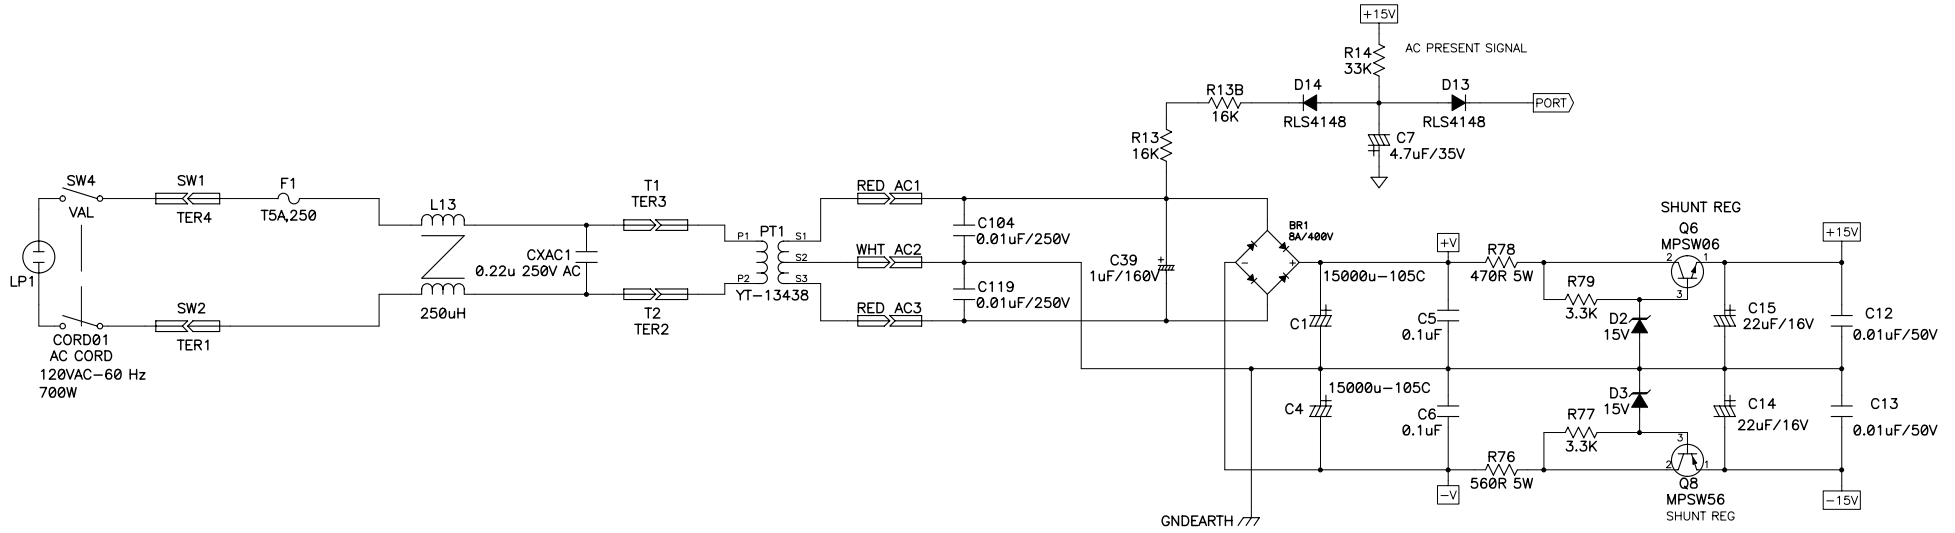 +15V
R14
33K
AC PRESENT SIGNAL
R13B
16K
D14
RLS4148
D13
RLS4148
PORT
R13
16K
C7
4.7uF/35V
SW4
VAL
SW1
TER4
F1
T5A,250
L13
250uH
T1
TER3
RED AC1
LP1
CXAC1
0.22u 250V AC
P1
PT1
S1
S2
P2
S3
YT-13438
WHT AC2
C104
0.01uF/250V
C119
0.01uF/250V
C39
1uF/160V
BR1
8A/400V
SW2
TER1
T2
TER2
RED AC3
CORD01
AC CORD
120VAC-60 Hz
700W
15000u-105C
C1
+V
C5
0.1uF
R78
470R 5W
SHUNT REG
Q6
MPSW06
2
1
3
+15V
R79
3.3K
D2
15V
C15
22uF/16V
C12
0.01uF/50V
15000u-105C
C4
C6
0.1uF
D3
15V
C14
22uF/16V
C13
0.01uF/50V
R77
3.3K
R76
560R 5W
3
2
1
Q8
MPSW56
SHUNT REG
-V
-15V
GNDEARTH